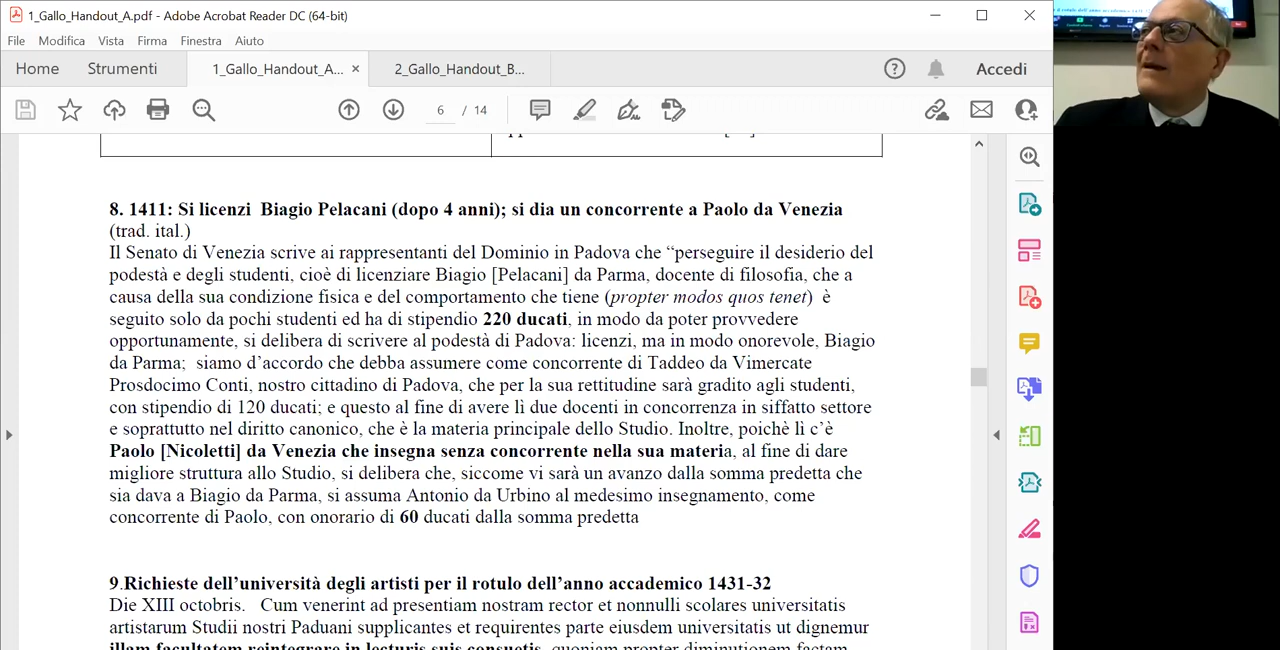 1_Gallo_Handout_A.pdf - Adobe Acrobat Reader DC (64-bit)
File Modifica Vista Firma Finestra Aiuto
Home Strumenti 1_Gallo_Handout_A... × 2_Gallo_Handout_B... Accedi
6 / 14
8. 1411: Si licenzi Biagio Pelacani (dopo 4 anni); si dia un concorrente a Paolo da Venezia
(trad. ital.)
Il Senato di Venezia scrive ai rappresentanti del Dominio in Padova che “perseguire il desiderio del
podestà e degli studenti, cioè di licenziare Biagio [Pelacani] da Parma, docente di filosofia, che a
causa della sua condizione fisica e del comportamento che tiene (propter modos quos tenet) è
seguito solo da pochi studenti ed ha di stipendio 220 ducati, in modo da poter provvedere
opportunamente, si delibera di scrivere al podestà di Padova: licenzi, ma in modo onorevole, Biagio
da Parma; siamo d’accordo che debba assumere come concorrente di Taddeo da Vimercate
Prosdocimo Conti, nostro cittadino di Padova, che per la sua rettitudine sarà gradito agli studenti,
con stipendio di 120 ducati; e questo al fine di avere lì due docenti in concorrenza in siffatto settore
e soprattutto nel diritto canonico, che è la materia principale dello Studio. Inoltre, poichè lì c’è
Paolo [Nicoletti] da Venezia che insegna senza concorrente nella sua materia, al fine di dare
migliore struttura allo Studio, si delibera che, siccome vi sarà un avanzo dalla somma predetta che
sia dava a Biagio da Parma, si assuma Antonio da Urbino al medesimo insegnamento, come
concorrente di Paolo, con onorario di 60 ducati dalla somma predetta
9.Richieste dell’università degli artisti per il rotulo dell’anno accademico 1431-32
Die XIII octobris. Cum venerint ad presentiam nostram rector et nonnulli scolares universitatis
artistarum Studii nostri Paduani supplicantes et requirentes parte eiusdem universitatis ut dignemur
illam facultatem reintegrare in lecturis suis consuetis, quoniam propter diminutionem factam